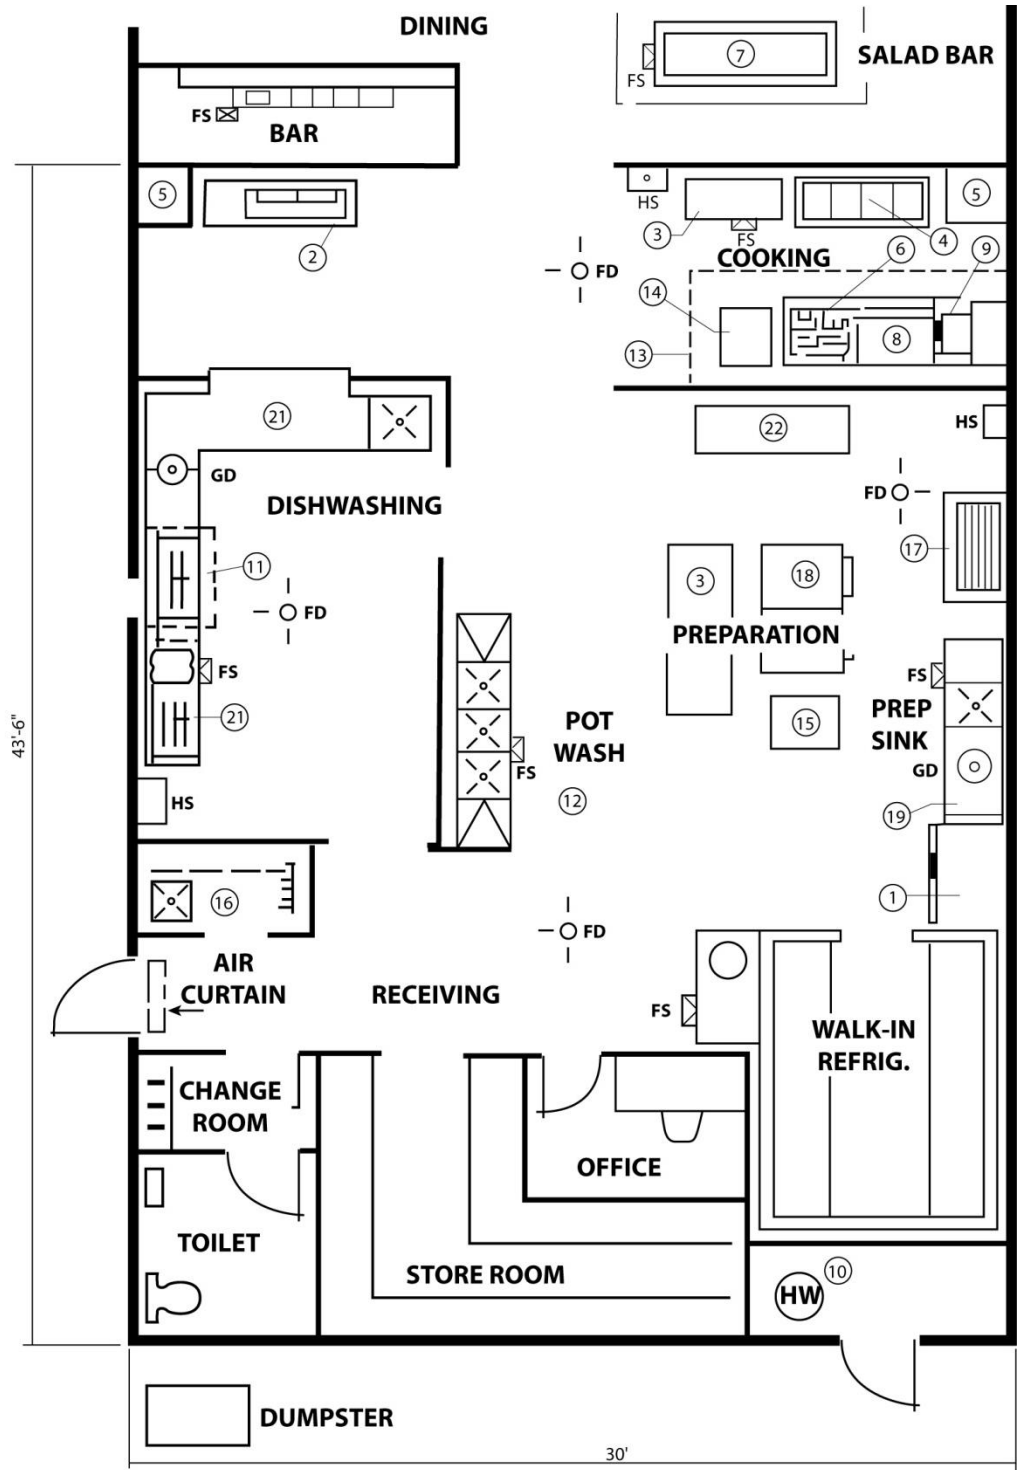 DINING
7
SALAD BAR
FS
FS
BAR
5
HS
5
3
FS
4
2
COOKING
6
9
FD
14
13
8
21
22
HS
GD
DISHWASHING
FD
17
11
3
18
FD
PREPARATION
FS
FS
21
POT
WASH
15
PREP
SINK
43'-6"
FS
GD
HS
12
19
16
1
FD
AIR
CURTAIN
RECEIVING
FS
WALK-IN
REFRIG.
CHANGE
ROOM
OFFICE
TOILET
STORE ROOM
HW
10
DUMPSTER
30'